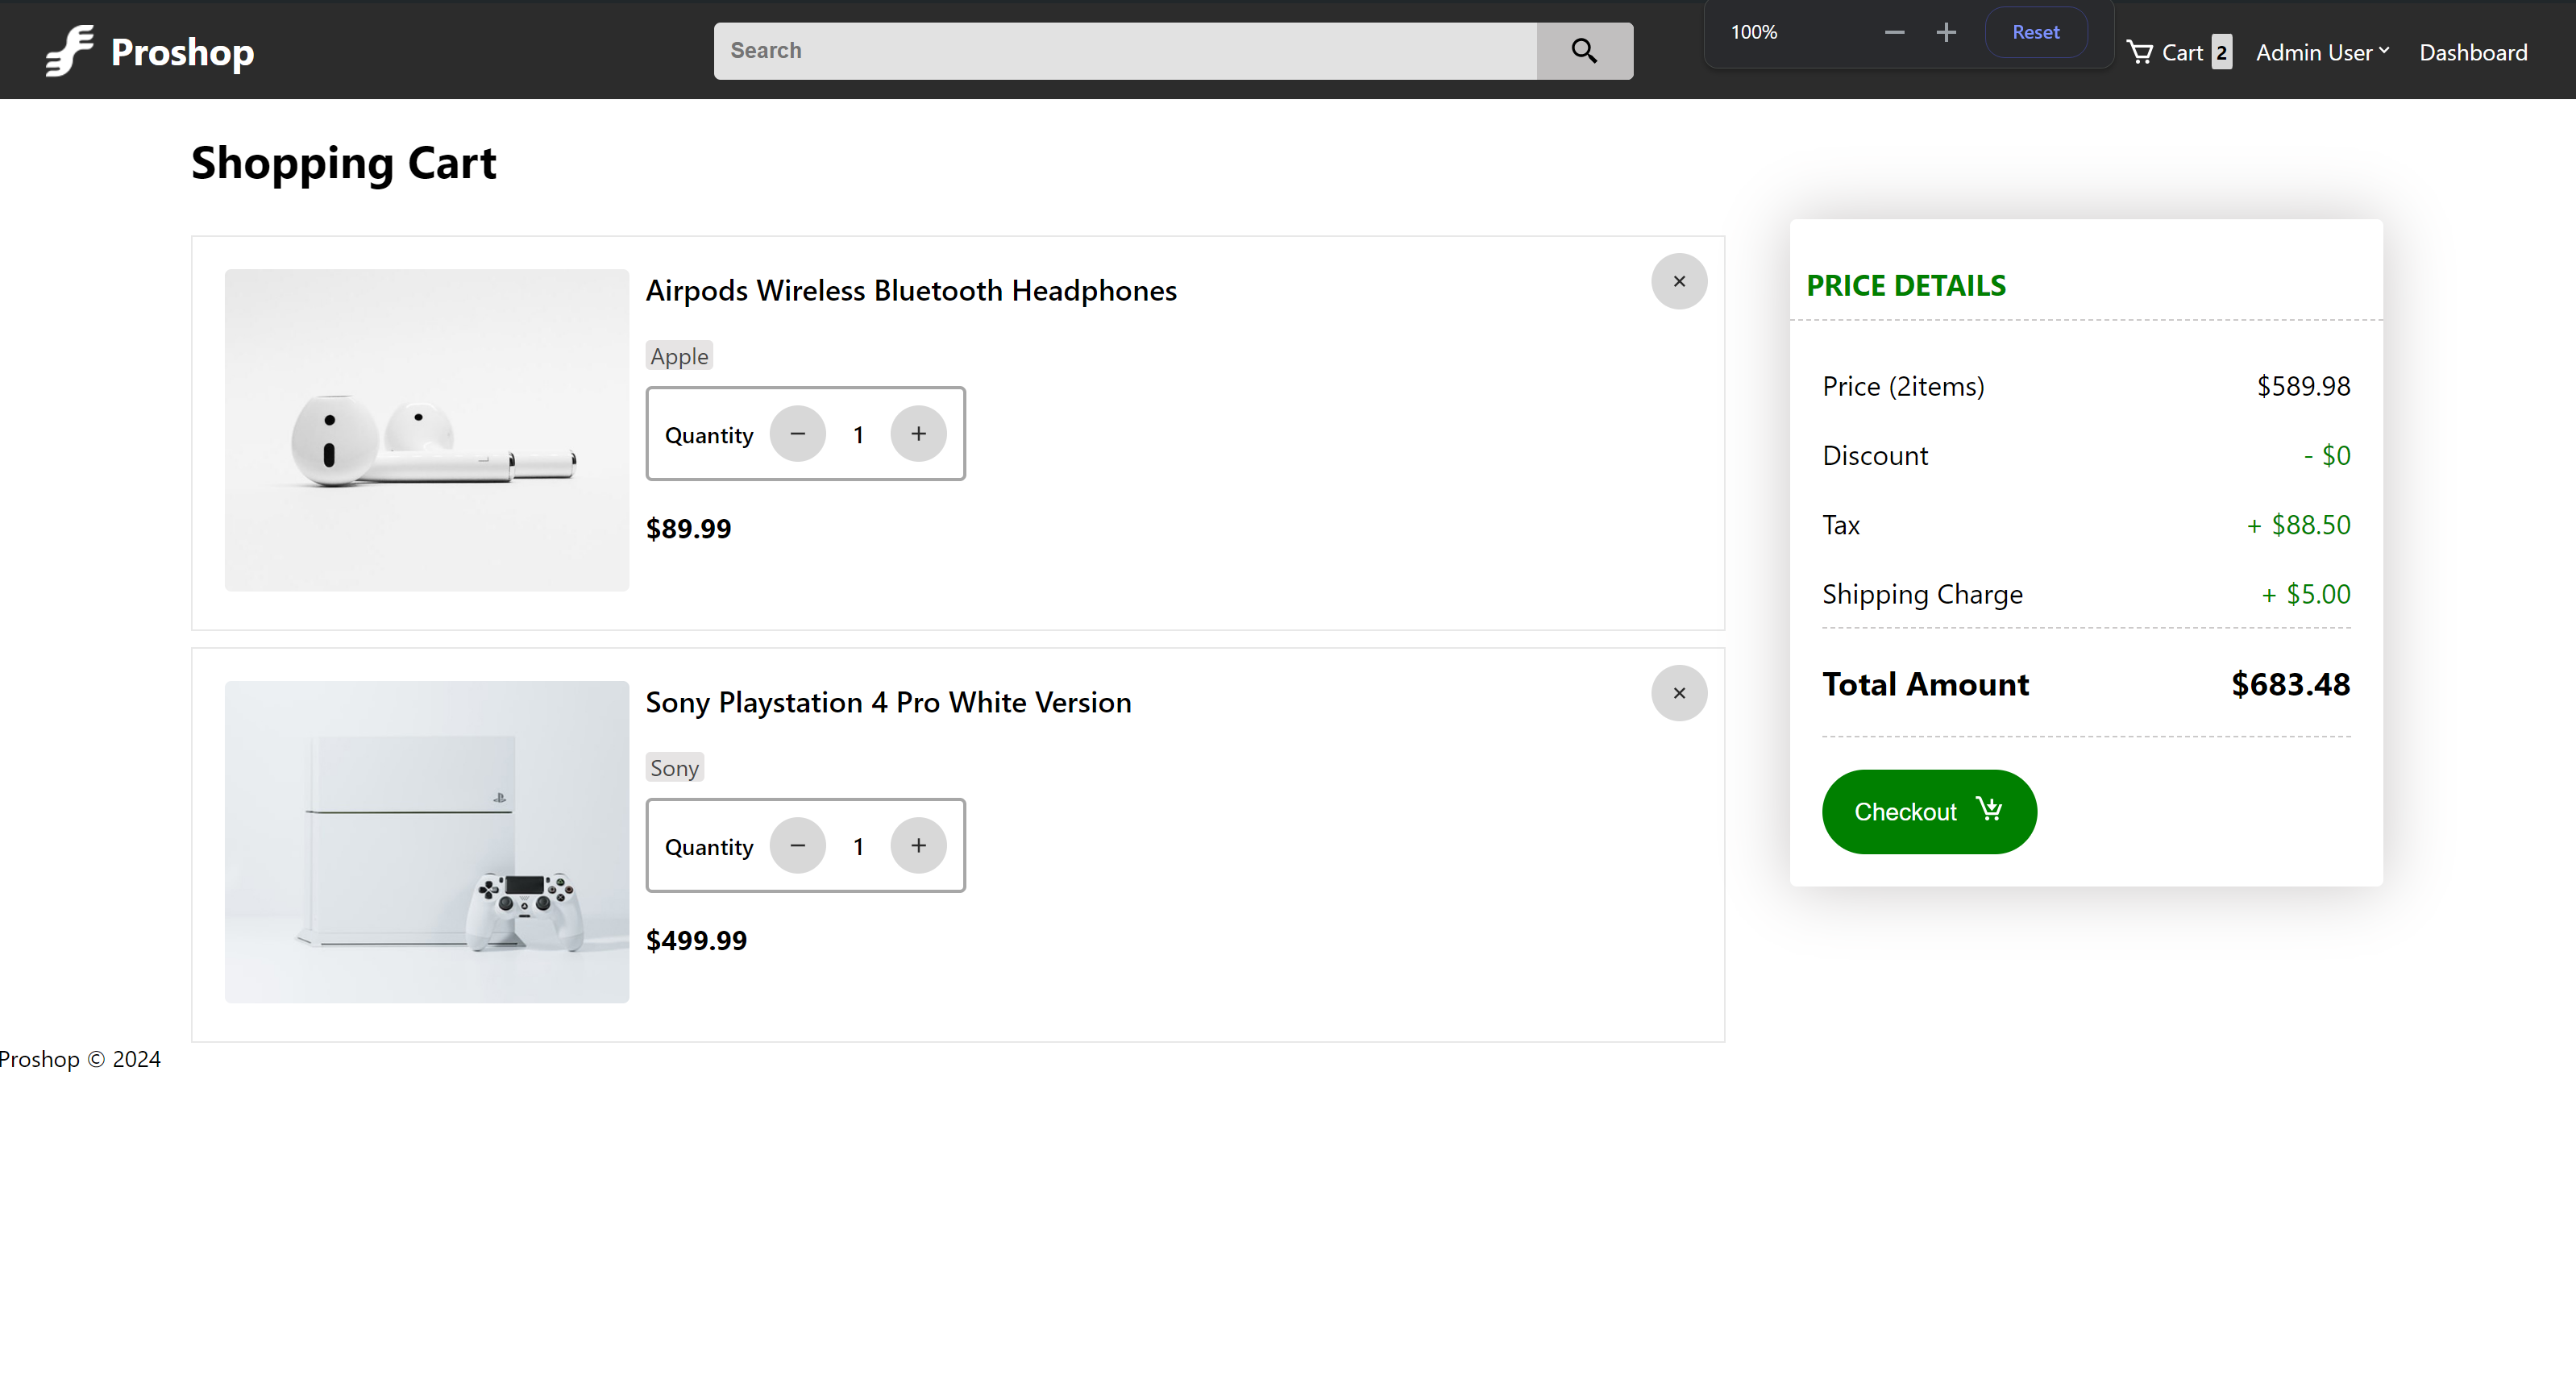 Proshop
Search
100%
Reset
Cart 2
Admin User
Dashboard
Shopping Cart
Airpods Wireless Bluetooth Headphones
Apple
Quantity − 1 +
$89.99
Sony Playstation 4 Pro White Version
Sony
Quantity − 1 +
$499.99
PRICE DETAILS
Price (2items) $589.98
Discount - $0
Tax + $88.50
Shipping Charge + $5.00
Total Amount $683.48
Checkout
Proshop © 2024